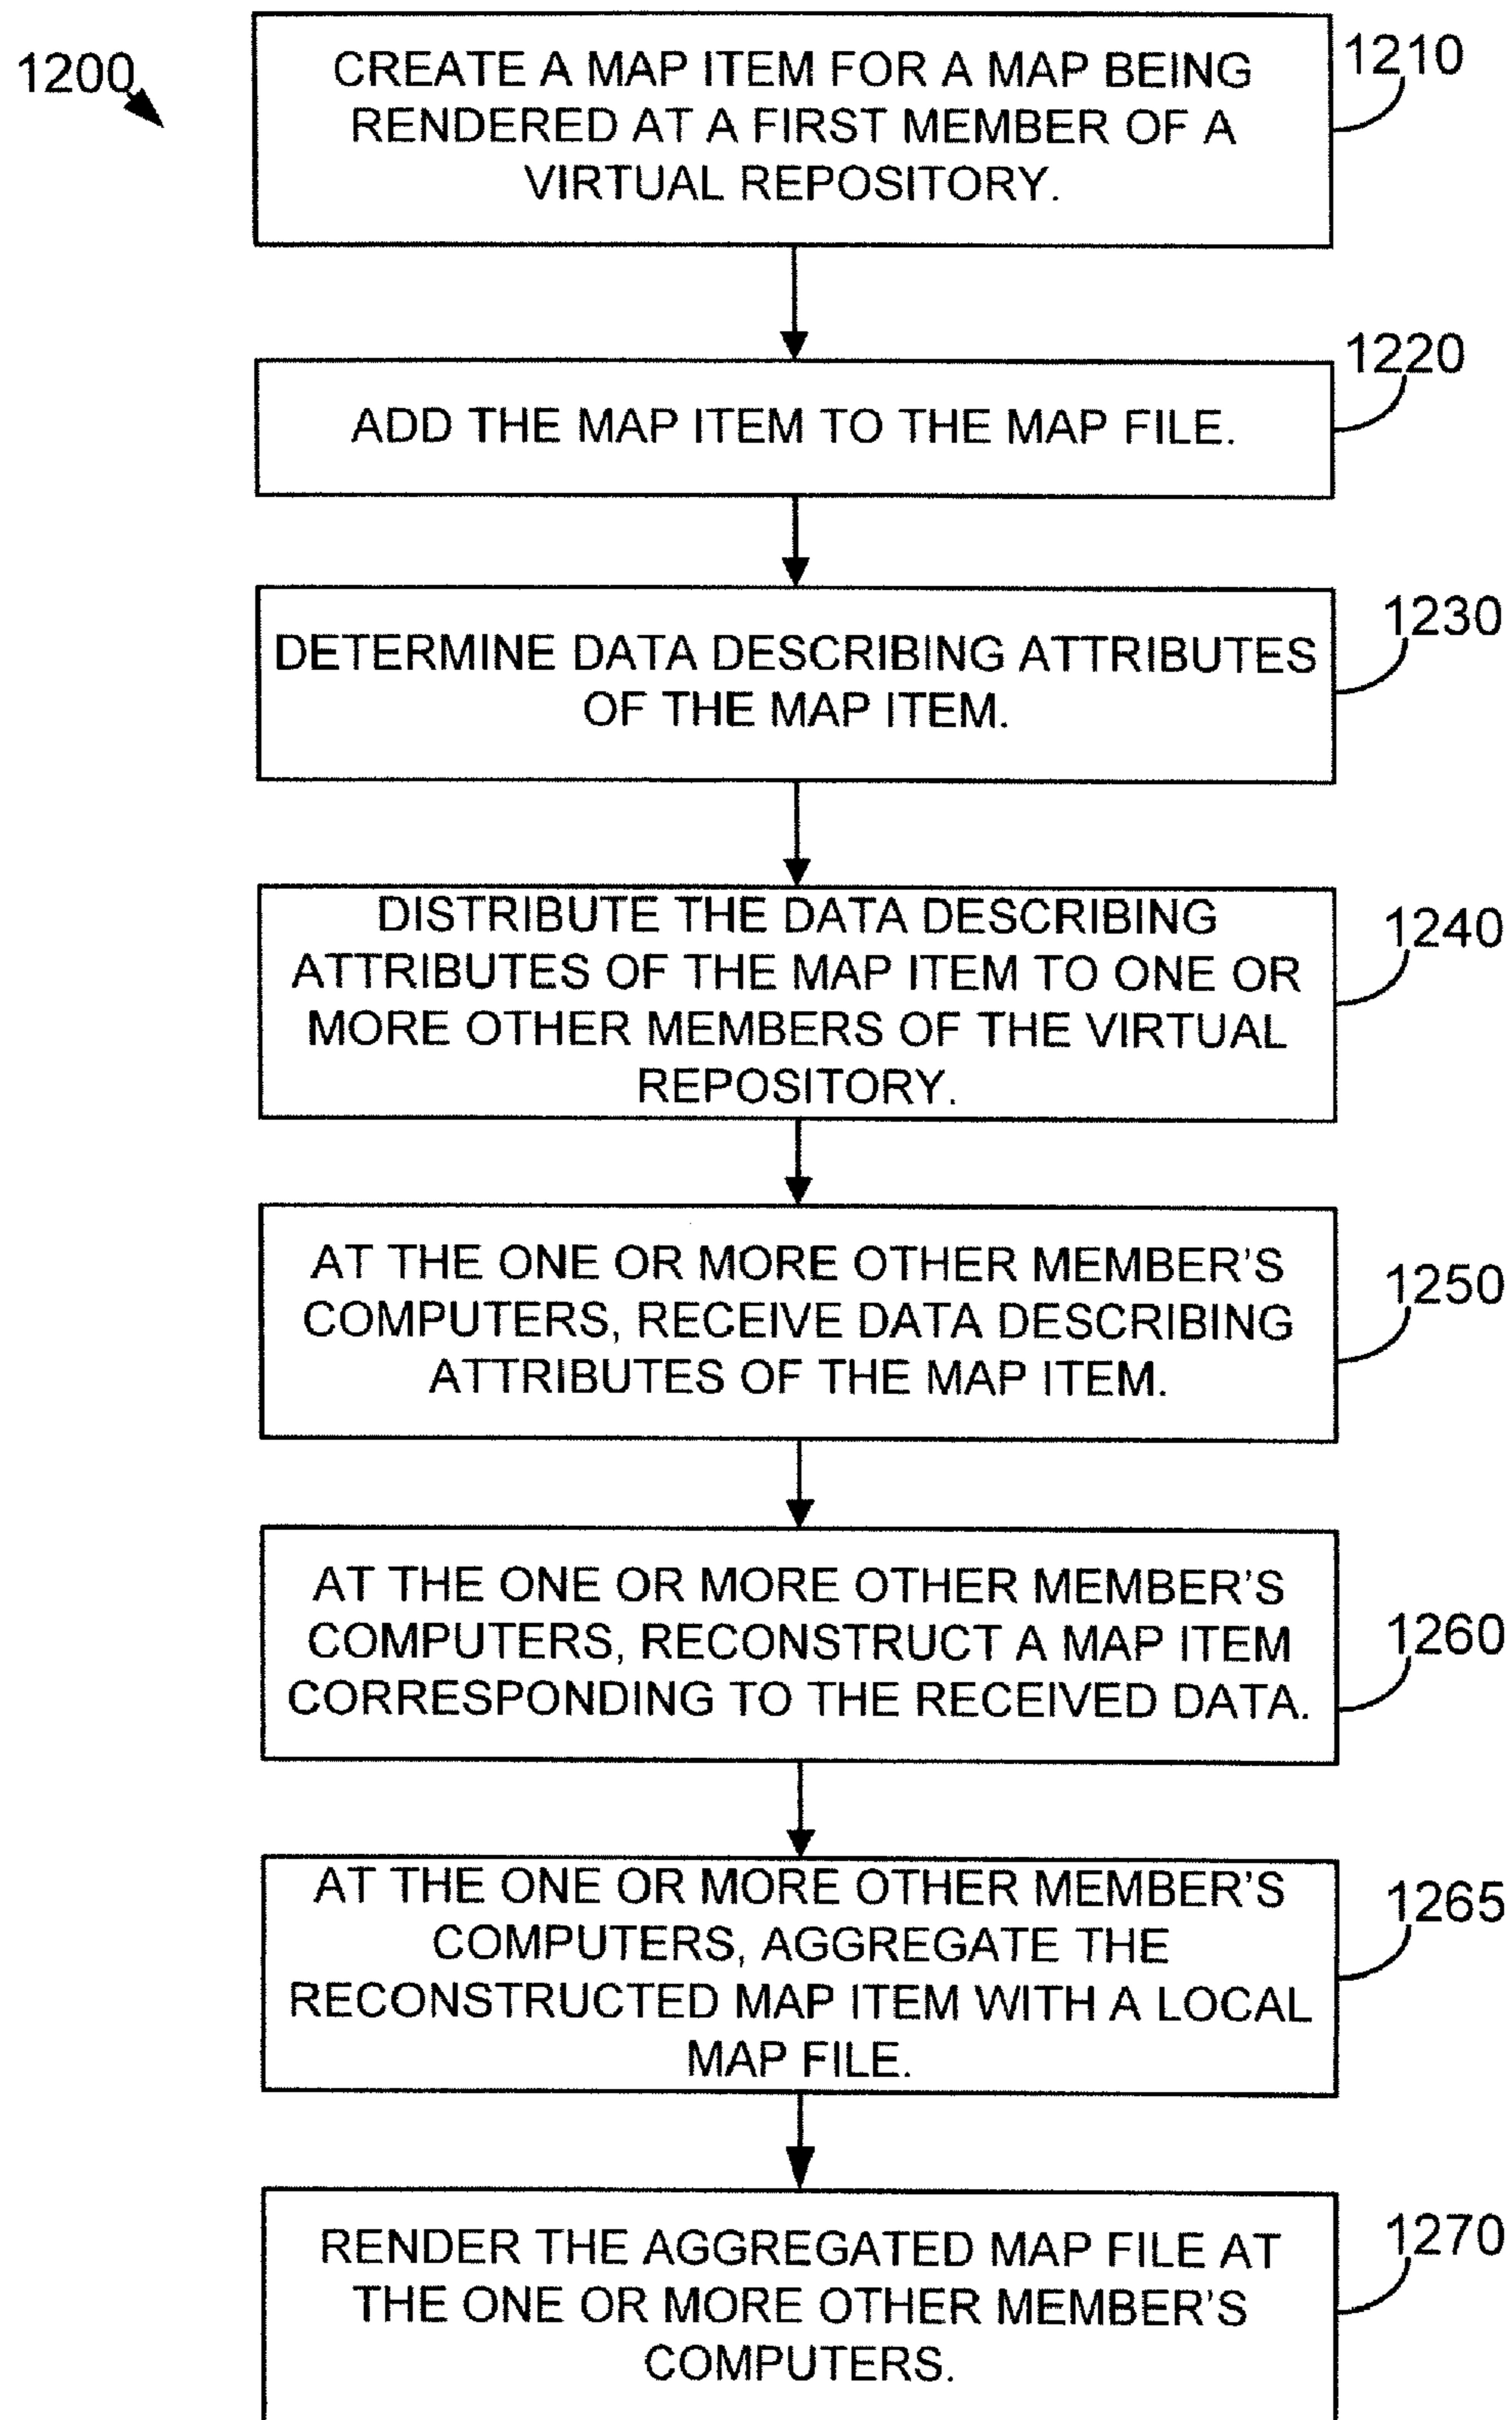 1200
CREATE A MAP ITEM FOR A MAP BEING
RENDERED AT A FIRST MEMBER OF A
VIRTUAL REPOSITORY.
1210
ADD THE MAP ITEM TO THE MAP FILE.
1220
DETERMINE DATA DESCRIBING ATTRIBUTES
OF THE MAP ITEM.
1230
DISTRIBUTE THE DATA DESCRIBING
ATTRIBUTES OF THE MAP ITEM TO ONE OR
MORE OTHER MEMBERS OF THE VIRTUAL
REPOSITORY.
1240
AT THE ONE OR MORE OTHER MEMBER'S
COMPUTERS, RECEIVE DATA DESCRIBING
ATTRIBUTES OF THE MAP ITEM.
1250
AT THE ONE OR MORE OTHER MEMBER'S
COMPUTERS, RECONSTRUCT A MAP ITEM
CORRESPONDING TO THE RECEIVED DATA.
1260
AT THE ONE OR MORE OTHER MEMBER'S
COMPUTERS, AGGREGATE THE
RECONSTRUCTED MAP ITEM WITH A LOCAL
MAP FILE.
1265
RENDER THE AGGREGATED MAP FILE AT
THE ONE OR MORE OTHER MEMBER'S
COMPUTERS.
1270